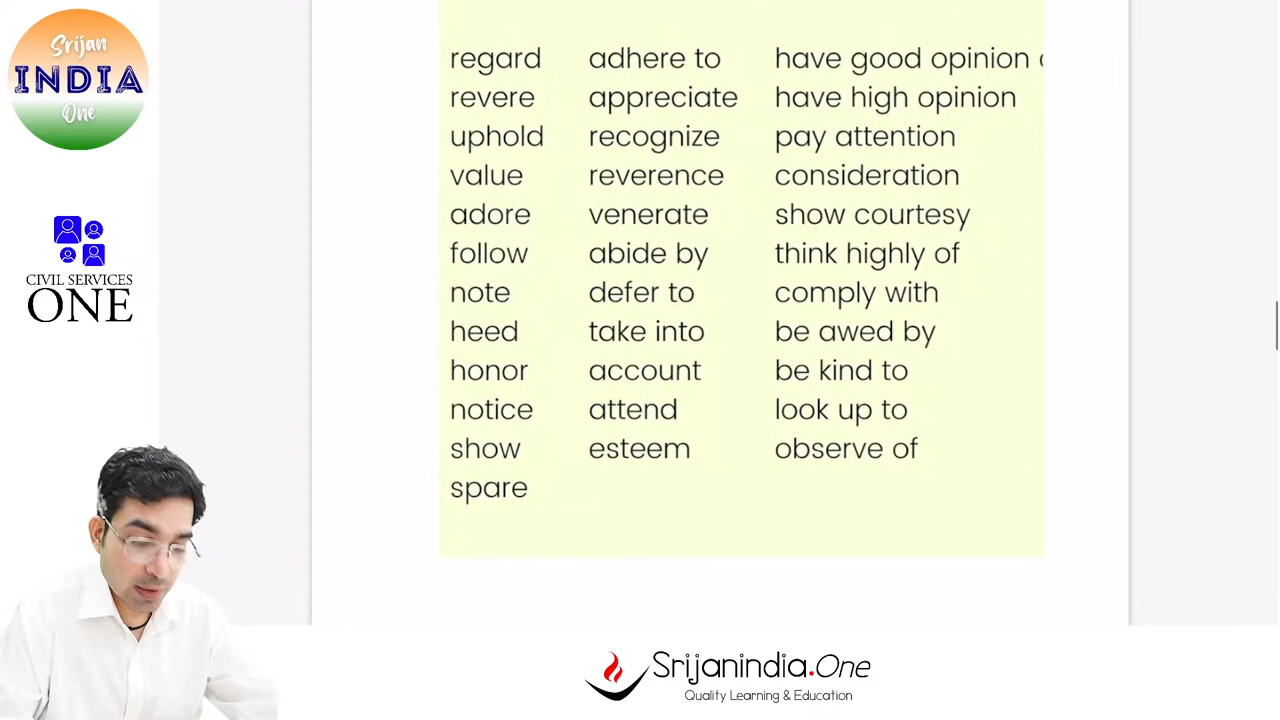 Srijan
INDIA
One
CIVIL SERVICES
ONE
regard adhere to have good opinion
revere appreciate have high opinion
uphold recognize pay attention
value reverence consideration
adore venerate show courtesy
follow abide by think highly of
note defer to comply with
heed take into be awed by
honor account be kind to
notice attend look up to
show esteem observe of
spare
Srijanindia.One
Quality Learning & Education